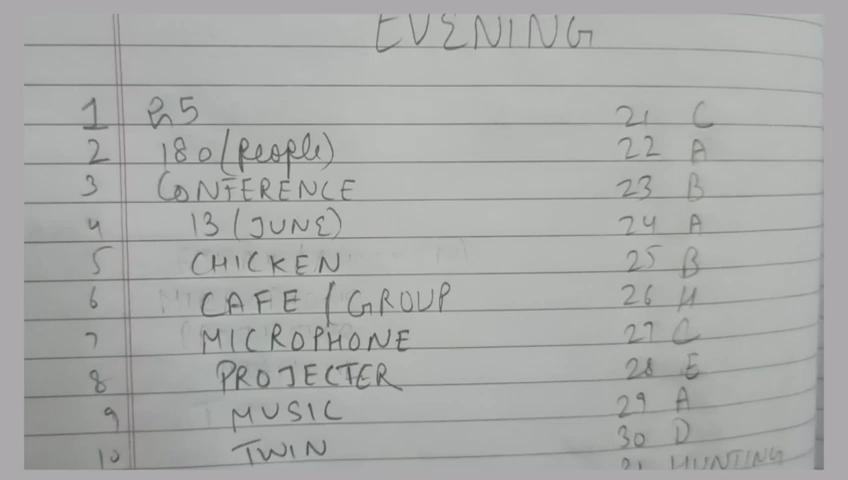 EVENING
1 25 21 C
2 180 (People) 22 A
3 CONFERENCE 23 B
4 13 (JUNE) 24 A
5 CHICKEN 25 B
6 CAFE / GROUP 26 H
7 MICROPHONE 27 C
8 PROJECTER 28 E
9 MUSIC 29 A
10 TWIN 30 D
31 HUNTING